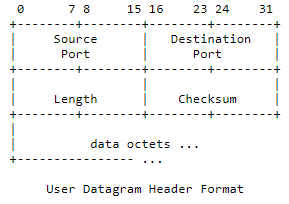 0      7 8     15 16    23 24    31
+--------+--------+--------+--------+
|     Source      |   Destination   |
|      Port       |      Port       |
+--------+--------+--------+--------+
|                 |                 |
|     Length      |    Checksum     |
+--------+--------+--------+--------+
|
|          data octets ...
+---------------- ...
User Datagram Header Format